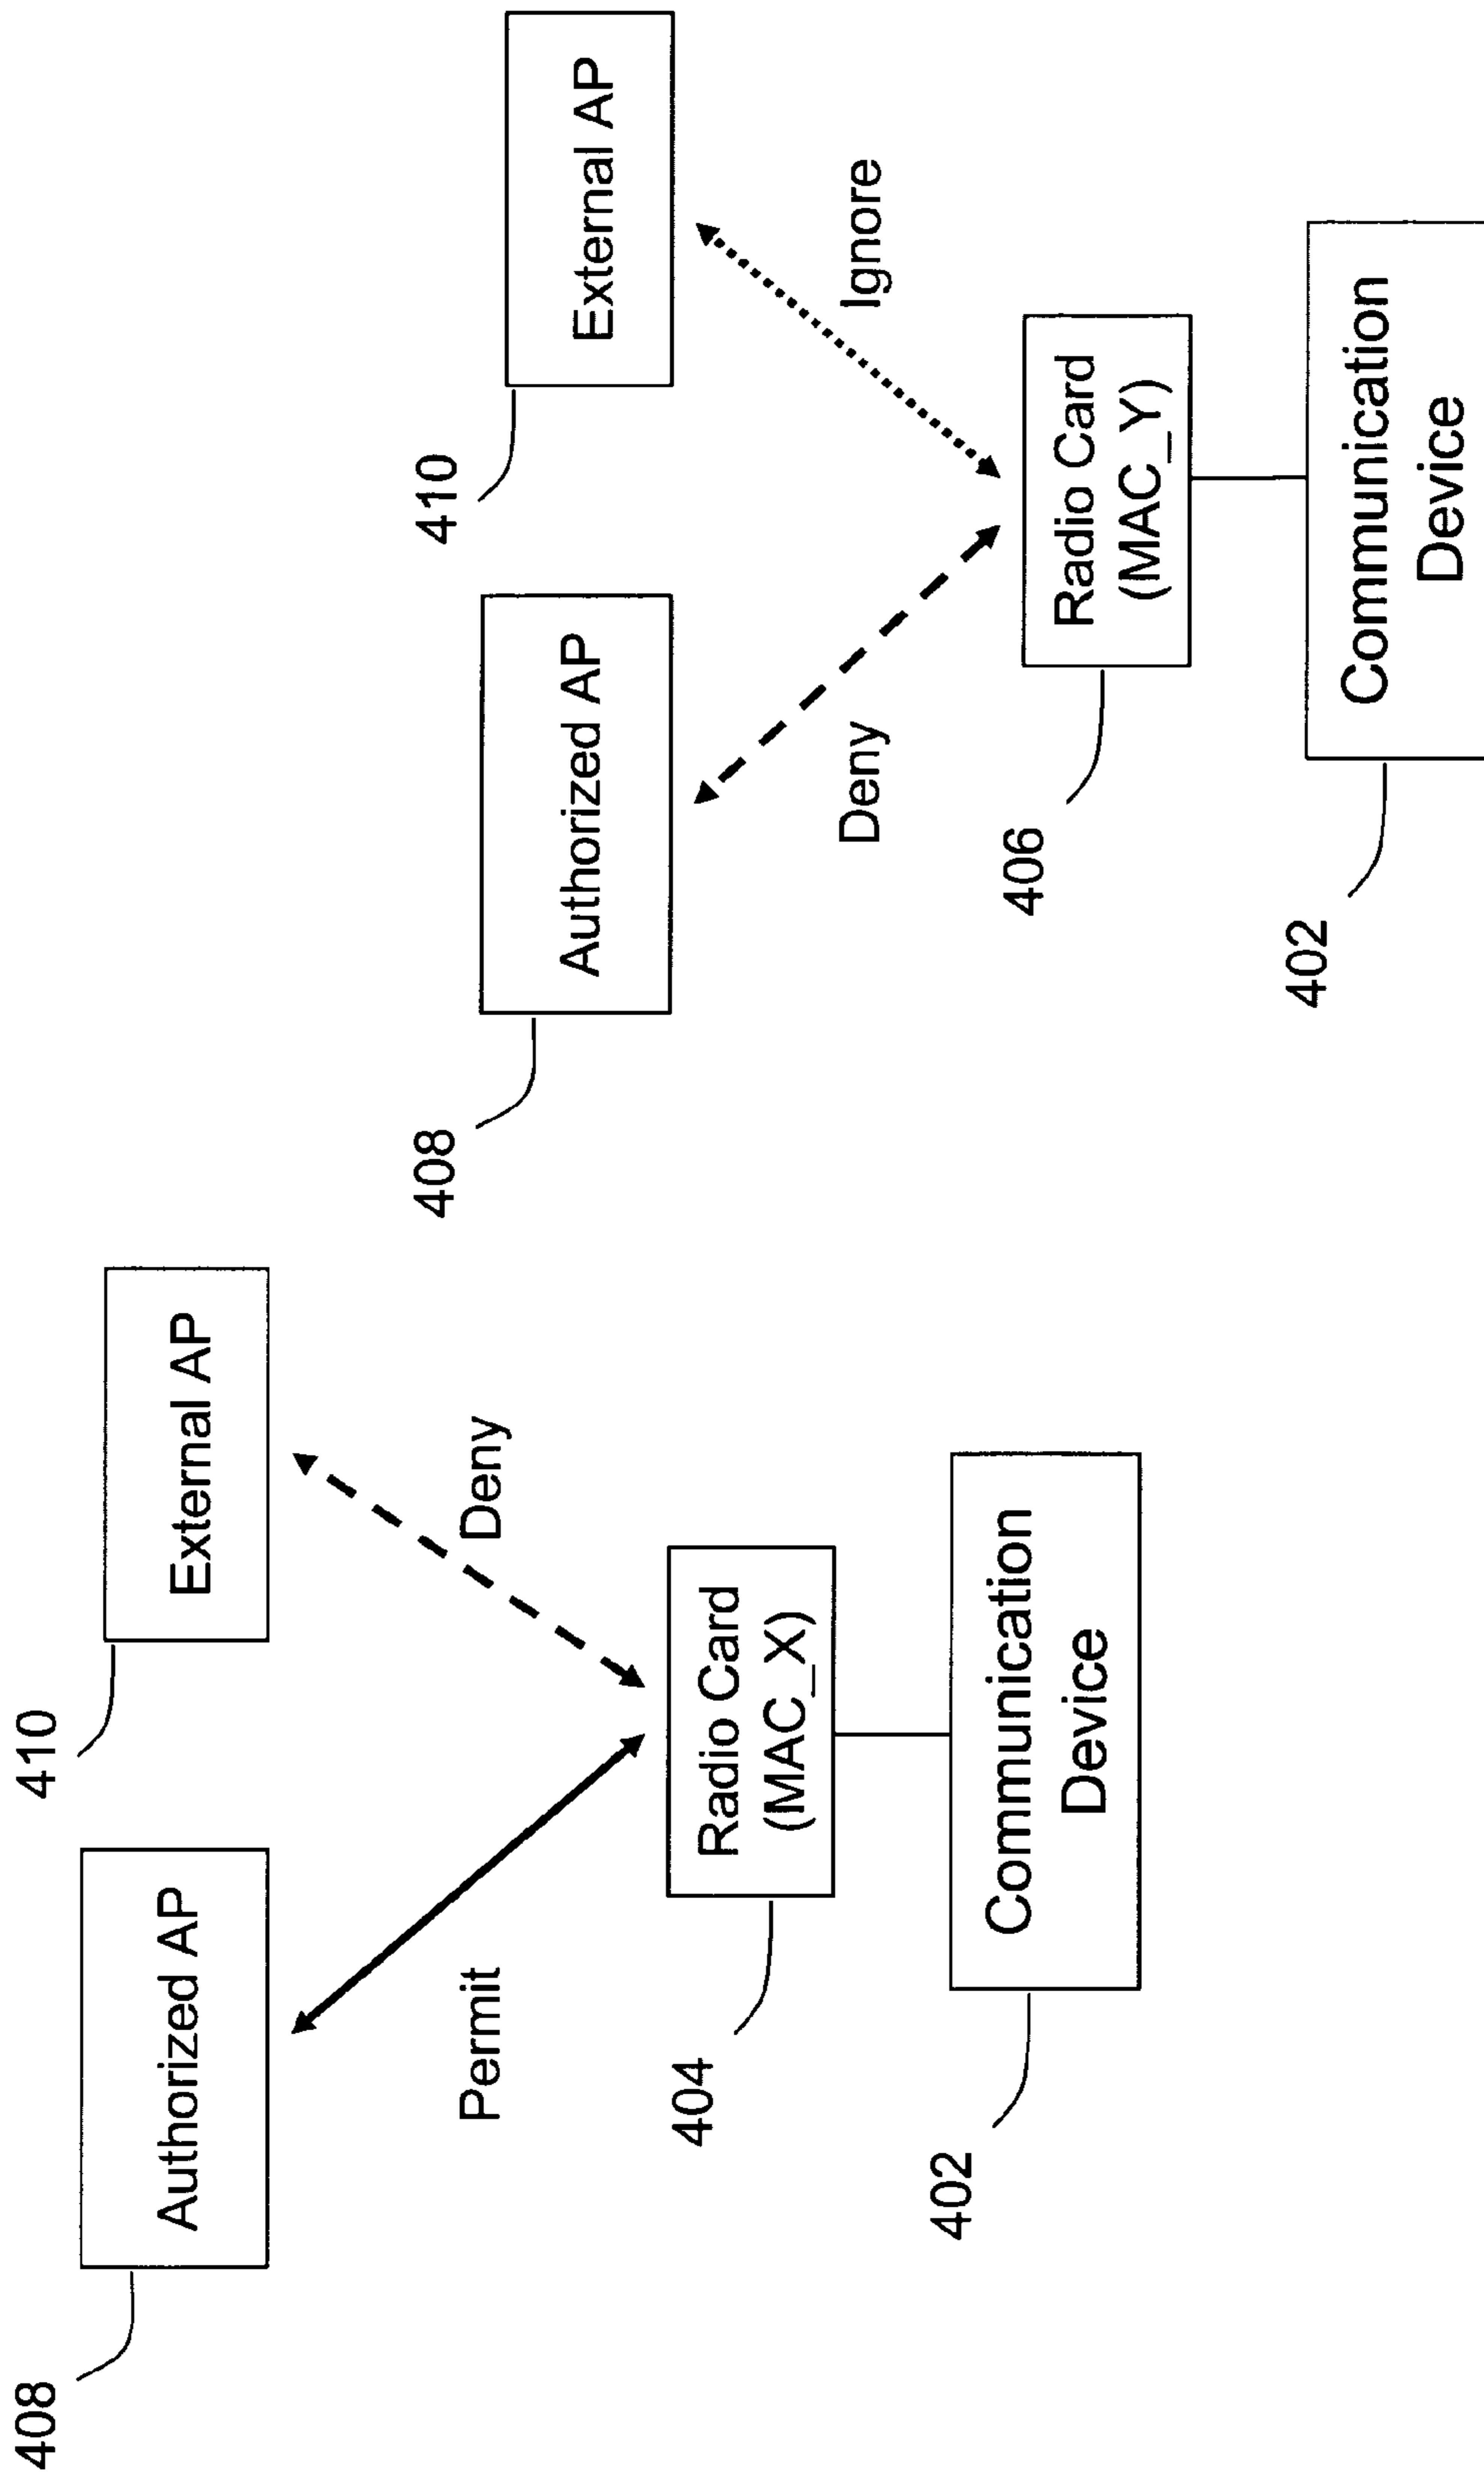 408
Authorized AP
410
External AP
Permit
Deny
404
Radio Card
(MAC_X)
402
Communication
Device
408
Authorized AP
410
External AP
Deny
Ignore
406
Radio Card
(MAC_Y)
402
Communication
Device